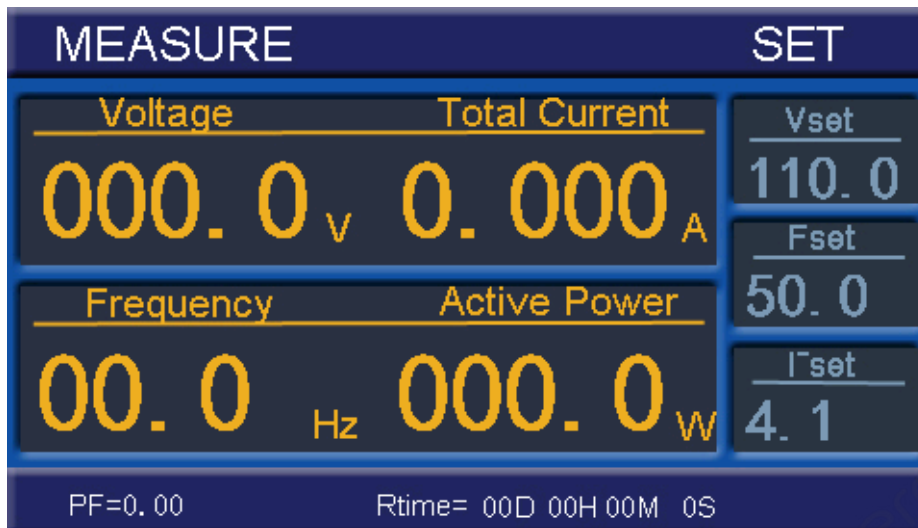 MEASURE SET
Voltage Total Current
000.0 V 0.000 A
Frequency Active Power
00.0 Hz 000.0 W
Vset
110.0
Fset
50.0
I¯set
4.1
PF=0.00 Rtime= 00D 00H 00M 0S